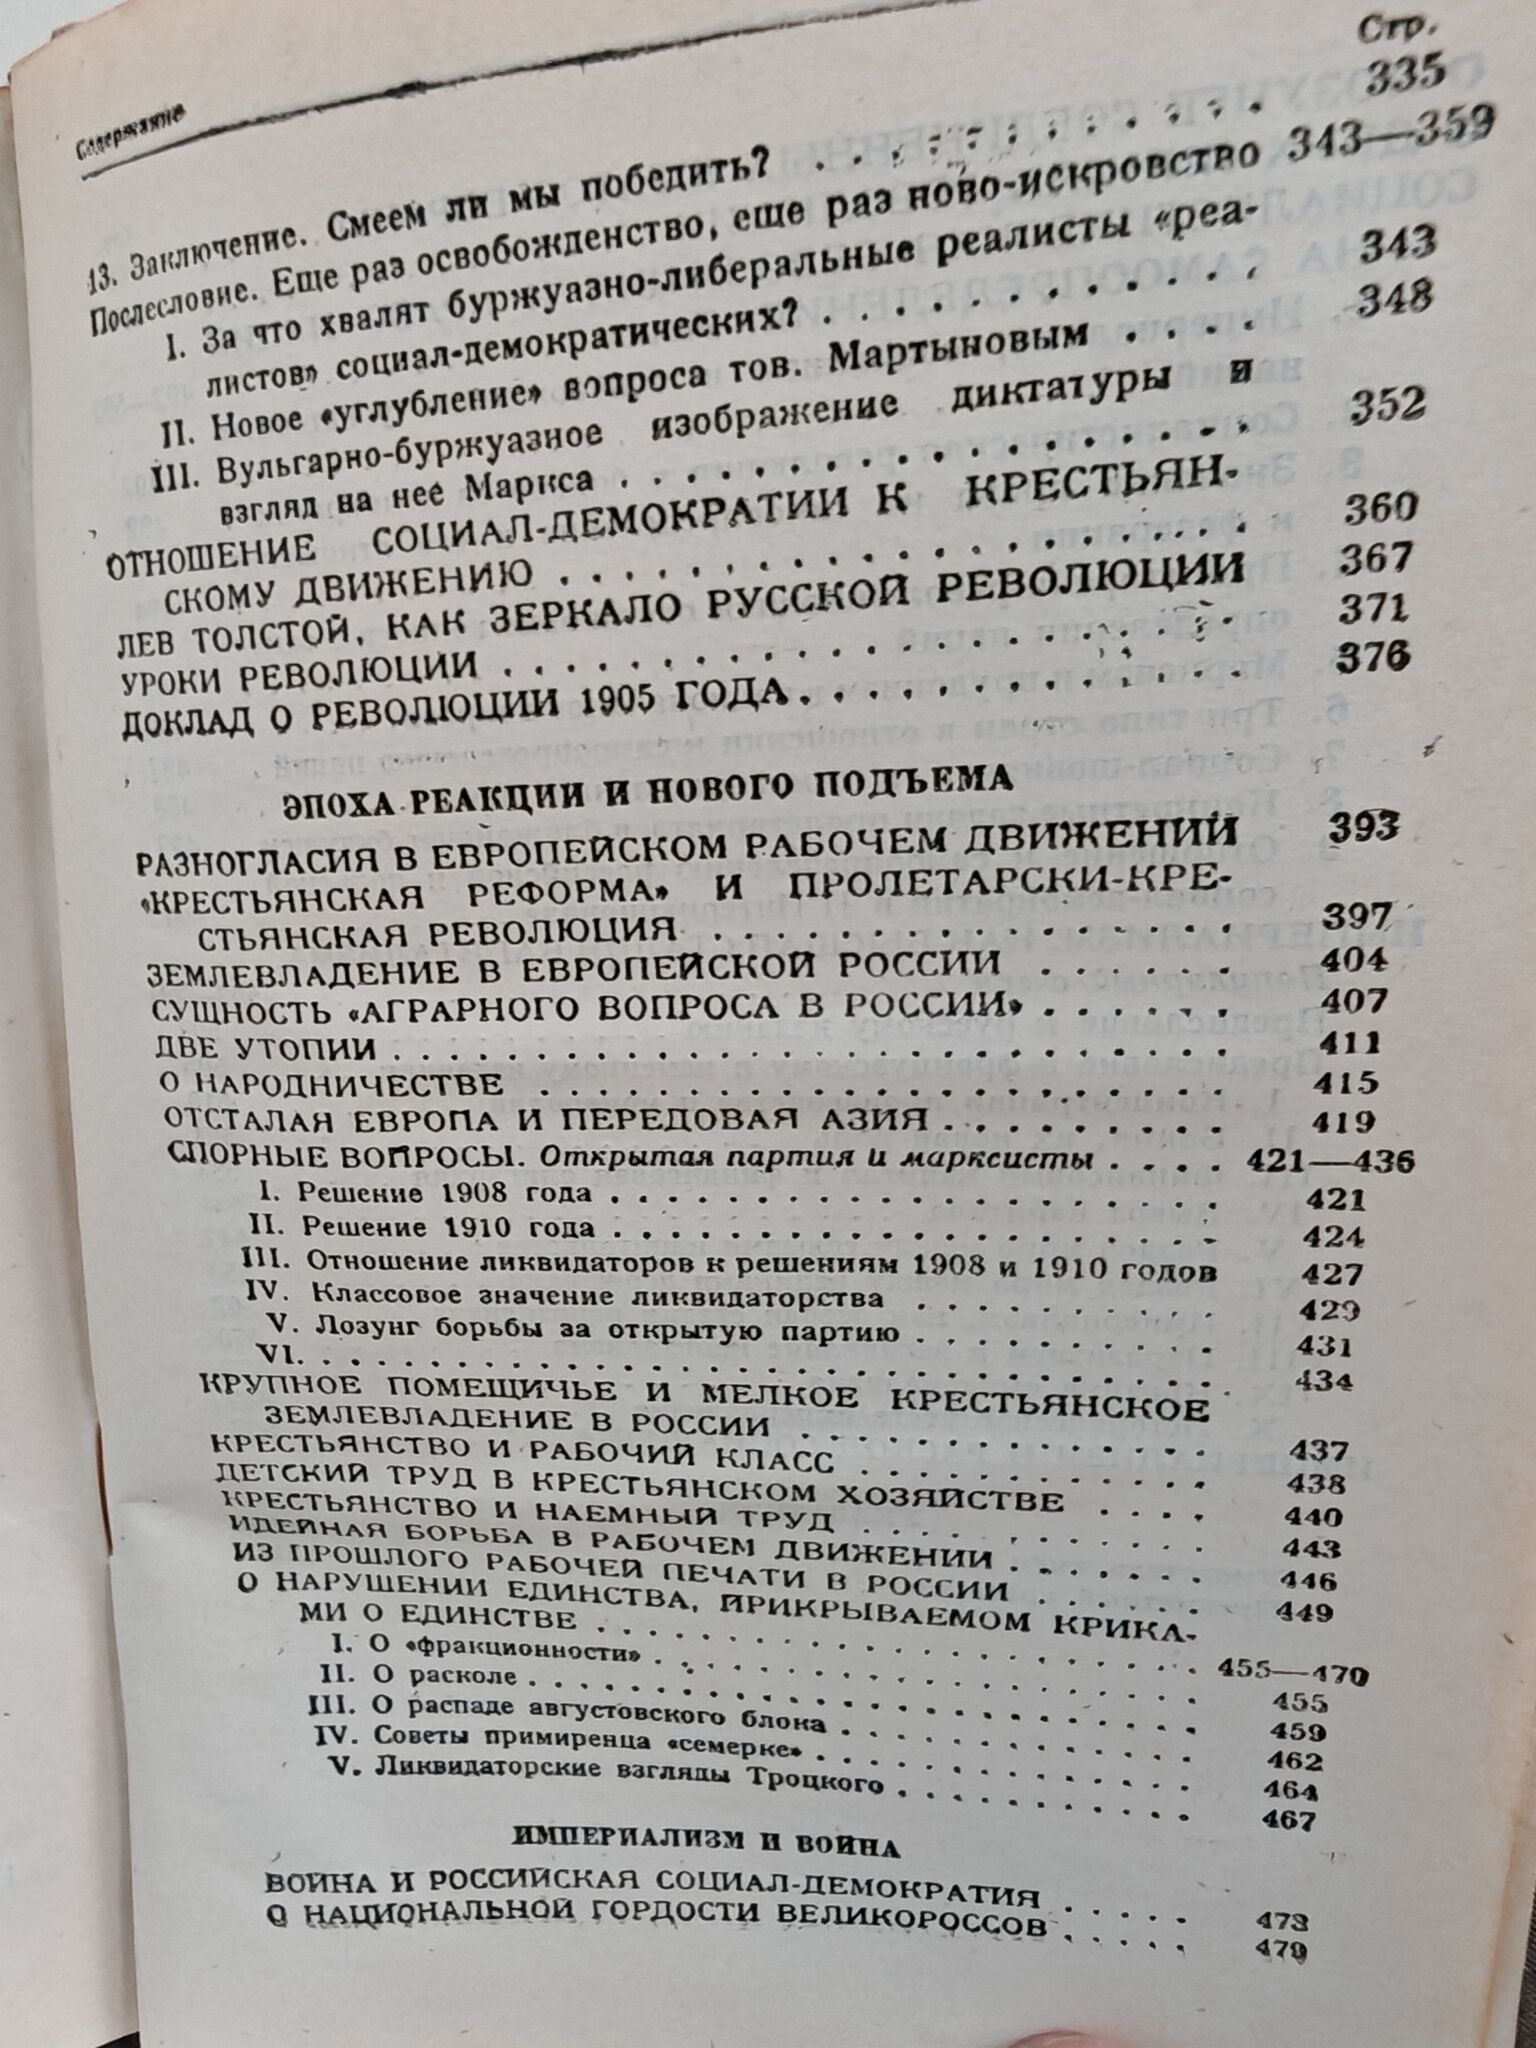 Содержание
Стр.
13. Заключение. Смеем ли мы победить? . . . . . . . . . . . . . 335
Послесловие. Еще раз освобожденство, еще раз ново-искровство 343—359
I. За что хвалят буржуазно-либеральные реалисты «реа-
листов» социал-демократических? . . . . . . . . . . . 343
II. Новое «углубление» вопроса тов. Мартыновым . . . . 348
III. Вульгарно-буржуазное изображение диктатуры и
взгляд на неё Маркса . . . . . . . . . . . . . . . . 352
ОТНОШЕНИЕ СОЦИАЛ-ДЕМОКРАТИИ К КРЕСТЬЯН-
СКОМУ ДВИЖЕНИЮ . . . . . . . . . . . . . . . . . 360
ЛЕВ ТОЛСТОЙ, КАК ЗЕРКАЛО РУССКОЙ РЕВОЛЮЦИИ 367
УРОКИ РЕВОЛЮЦИИ . . . . . . . . . . . . . . . . . . . 371
ДОКЛАД О РЕВОЛЮЦИИ 1905 ГОДА . . . . . . . . . . . 376
ЭПОХА РЕАКЦИИ И НОВОГО ПОДЪЕМА
РАЗНОГЛАСИЯ В ЕВРОПЕЙСКОМ РАБОЧЕМ ДВИЖЕНИИ 393
«КРЕСТЬЯНСКАЯ РЕФОРМА» И ПРОЛЕТАРСКИ-КРЕ-
СТЬЯНСКАЯ РЕВОЛЮЦИЯ . . . . . . . . . . . . . . . . 397
ЗЕМЛЕВЛАДЕНИЕ В ЕВРОПЕЙСКОЙ РОССИИ . . . . . . 404
СУЩНОСТЬ «АГРАРНОГО ВОПРОСА В РОССИИ» . . . . . . 407
ДВЕ УТОПИИ . . . . . . . . . . . . . . . . . . . . . . . 411
О НАРОДНИЧЕСТВЕ . . . . . . . . . . . . . . . . . . . 415
ОТСТАЛАЯ ЕВРОПА И ПЕРЕДОВАЯ АЗИЯ . . . . . . . . . 419
СПОРНЫЕ ВОПРОСЫ. Открытая партия и марксисты . . . . 421—436
I. Решение 1908 года . . . . . . . . . . . . . . . . . . 421
II. Решение 1910 года . . . . . . . . . . . . . . . . . . 424
III. Отношение ликвидаторов к решениям 1908 и 1910 годов 427
IV. Классовое значение ликвидаторства . . . . . . . . . 429
V. Лозунг борьбы за открытую партию . . . . . . . . . 431
VI. . . . . . . . . . . . . . . . . . . . . . . . . . . 434
КРУПНОЕ ПОМЕЩИЧЬЕ И МЕЛКОЕ КРЕСТЬЯНСКОЕ
ЗЕМЛЕВЛАДЕНИЕ В РОССИИ . . . . . . . . . . . . . 437
КРЕСТЬЯНСТВО И РАБОЧИЙ КЛАСС . . . . . . . . . . . 438
ДЕТСКИЙ ТРУД В КРЕСТЬЯНСКОМ ХОЗЯЙСТВЕ . . . . 440
КРЕСТЬЯНСТВО И НАЕМНЫЙ ТРУД . . . . . . . . . . . 443
ИДЕЙНАЯ БОРЬБА В РАБОЧЕМ ДВИЖЕНИИ . . . . . . 446
ИЗ ПРОШЛОГО РАБОЧЕЙ ПЕЧАТИ В РОССИИ . . . . . . 449
О НАРУШЕНИИ ЕДИНСТВА, ПРИКРЫВАЕМОМ КРИКА-
МИ О ЕДИНСТВЕ . . . . . . . . . . . . . . . . . . . . 455—470
I. О «фракционности» . . . . . . . . . . . . . . . . . 455
II. О расколе . . . . . . . . . . . . . . . . . . . . . 459
III. О распаде августовского блока . . . . . . . . . . . 462
IV. Советы примиренца «семерке» . . . . . . . . . . . . 464
V. Ликвидаторские взгляды Троцкого . . . . . . . . . . 467
ИМПЕРИАЛИЗМ И ВОЙНА
ВОЙНА И РОССИЙСКАЯ СОЦИАЛ-ДЕМОКРАТИЯ . . . . . 473
О НАЦИОНАЛЬНОЙ ГОРДОСТИ ВЕЛИКОРОССОВ . . . . . 479